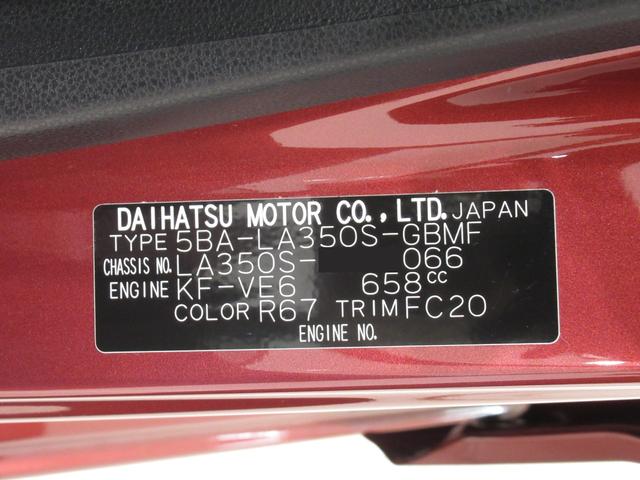 DAIHATSU MOTOR CO., LTD. JAPAN
TYPE 5BA-LA350S-GBMF
CHASSIS NO. LA350S- 066
ENGINE KF-VE6 658cc
COLOR R67 TRIM FC20
ENGINE NO.